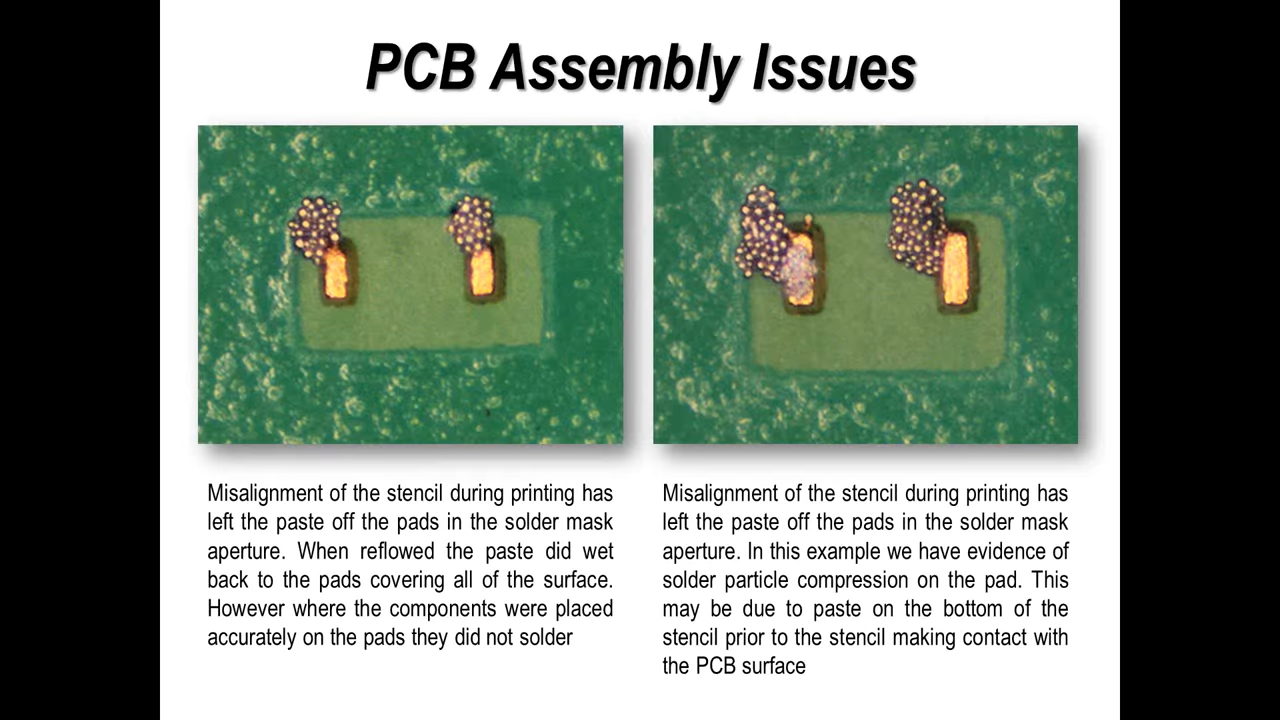 PCB Assembly Issues
Misalignment of the stencil during printing has
left the paste off the pads in the solder mask
aperture. When reflowed the paste did wet
back to the pads covering all of the surface.
However where the components were placed
accurately on the pads they did not solder
Misalignment of the stencil during printing has
left the paste off the pads in the solder mask
aperture. In this example we have evidence of
solder particle compression on the pad. This
may be due to paste on the bottom of the
stencil prior to the stencil making contact with
the PCB surface